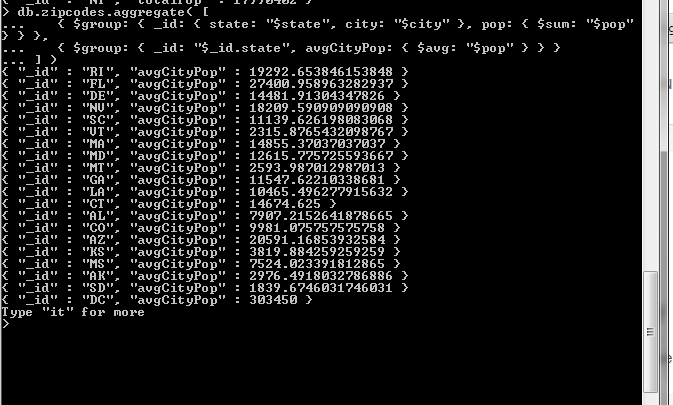 > db.zipcodes.aggregate( [
... { $group: { _id: { state: "$state", city: "$city" }, pop: { $sum: "$pop"
} } },
... { $group: { _id: "$_id.state", avgCityPop: { $avg: "$pop" } } }
... ] )
{ "_id" : "RI", "avgCityPop" : 19292.653846153848 }
{ "_id" : "FL", "avgCityPop" : 27400.958963282937 }
{ "_id" : "DE", "avgCityPop" : 14481.91304347826 }
{ "_id" : "NV", "avgCityPop" : 18209.590909090908 }
{ "_id" : "SC", "avgCityPop" : 11139.626198083068 }
{ "_id" : "VT", "avgCityPop" : 2315.8765432098767 }
{ "_id" : "MA", "avgCityPop" : 14855.37037037037 }
{ "_id" : "MD", "avgCityPop" : 12615.775725593667 }
{ "_id" : "MT", "avgCityPop" : 2593.987012987013 }
{ "_id" : "GA", "avgCityPop" : 11547.62210338681 }
{ "_id" : "LA", "avgCityPop" : 10465.496277915632 }
{ "_id" : "CT", "avgCityPop" : 14674.625 }
{ "_id" : "AL", "avgCityPop" : 7907.2152641878665 }
{ "_id" : "CO", "avgCityPop" : 9981.075757575758 }
{ "_id" : "AZ", "avgCityPop" : 20591.16853932584 }
{ "_id" : "KS", "avgCityPop" : 3819.884259259259 }
{ "_id" : "MS", "avgCityPop" : 7524.023391812865 }
{ "_id" : "AK", "avgCityPop" : 2976.4918032786886 }
{ "_id" : "SD", "avgCityPop" : 1839.6746031746031 }
{ "_id" : "DC", "avgCityPop" : 303450 }
Type "it" for more
>